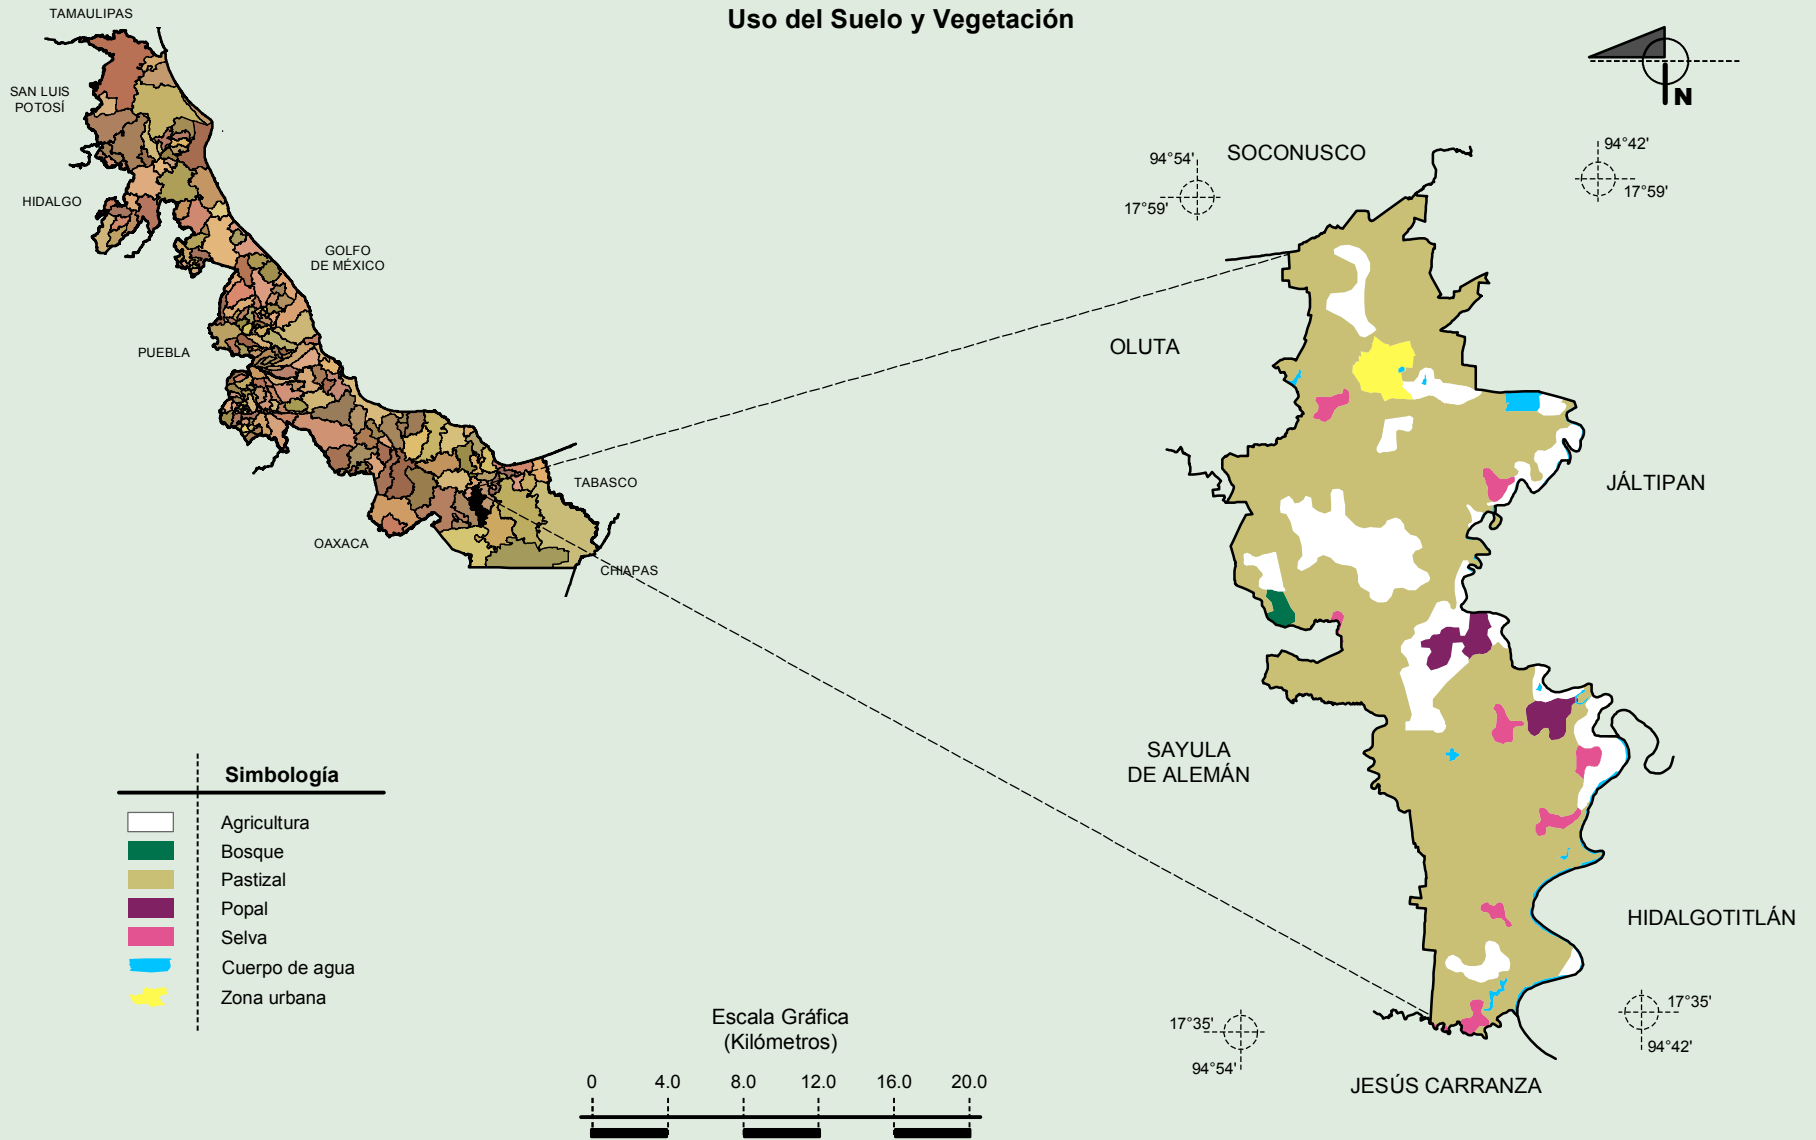 Uso del Suelo y Vegetación
TAMAULIPAS
SAN LUIS
POTOSÍ
HIDALGO
GOLFO
DE MÉXICO
PUEBLA
TABASCO
OAXACA
CHIAPAS
N
94°54'
17°59'
SOCONUSCO
94°42'
17°59'
OLUTA
JÁLTIPAN
SAYULA
DE ALEMÁN
HIDALGOTITLÁN
17°35'
94°54'
17°35'
94°42'
JESÚS CARRANZA
Simbología
Agricultura
Bosque
Pastizal
Popal
Selva
Cuerpo de agua
Zona urbana
Escala Gráfica
(Kilómetros)
0 4.0 8.0 12.0 16.0 20.0